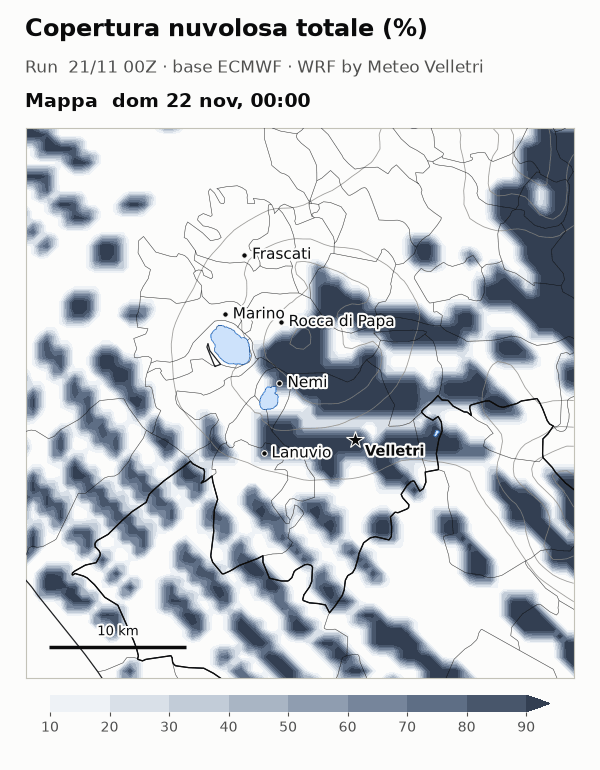 Copertura nuvolosa totale (%)
Run  21/11 00Z · base ECMWF · WRF by Meteo Velletri
Mappa  dom 22 nov, 00:00
Frascati
Marino
Rocca di Papa
Nemi
Velletri
Lanuvio
10 km
10 20 30 40 50 60 70 80 90